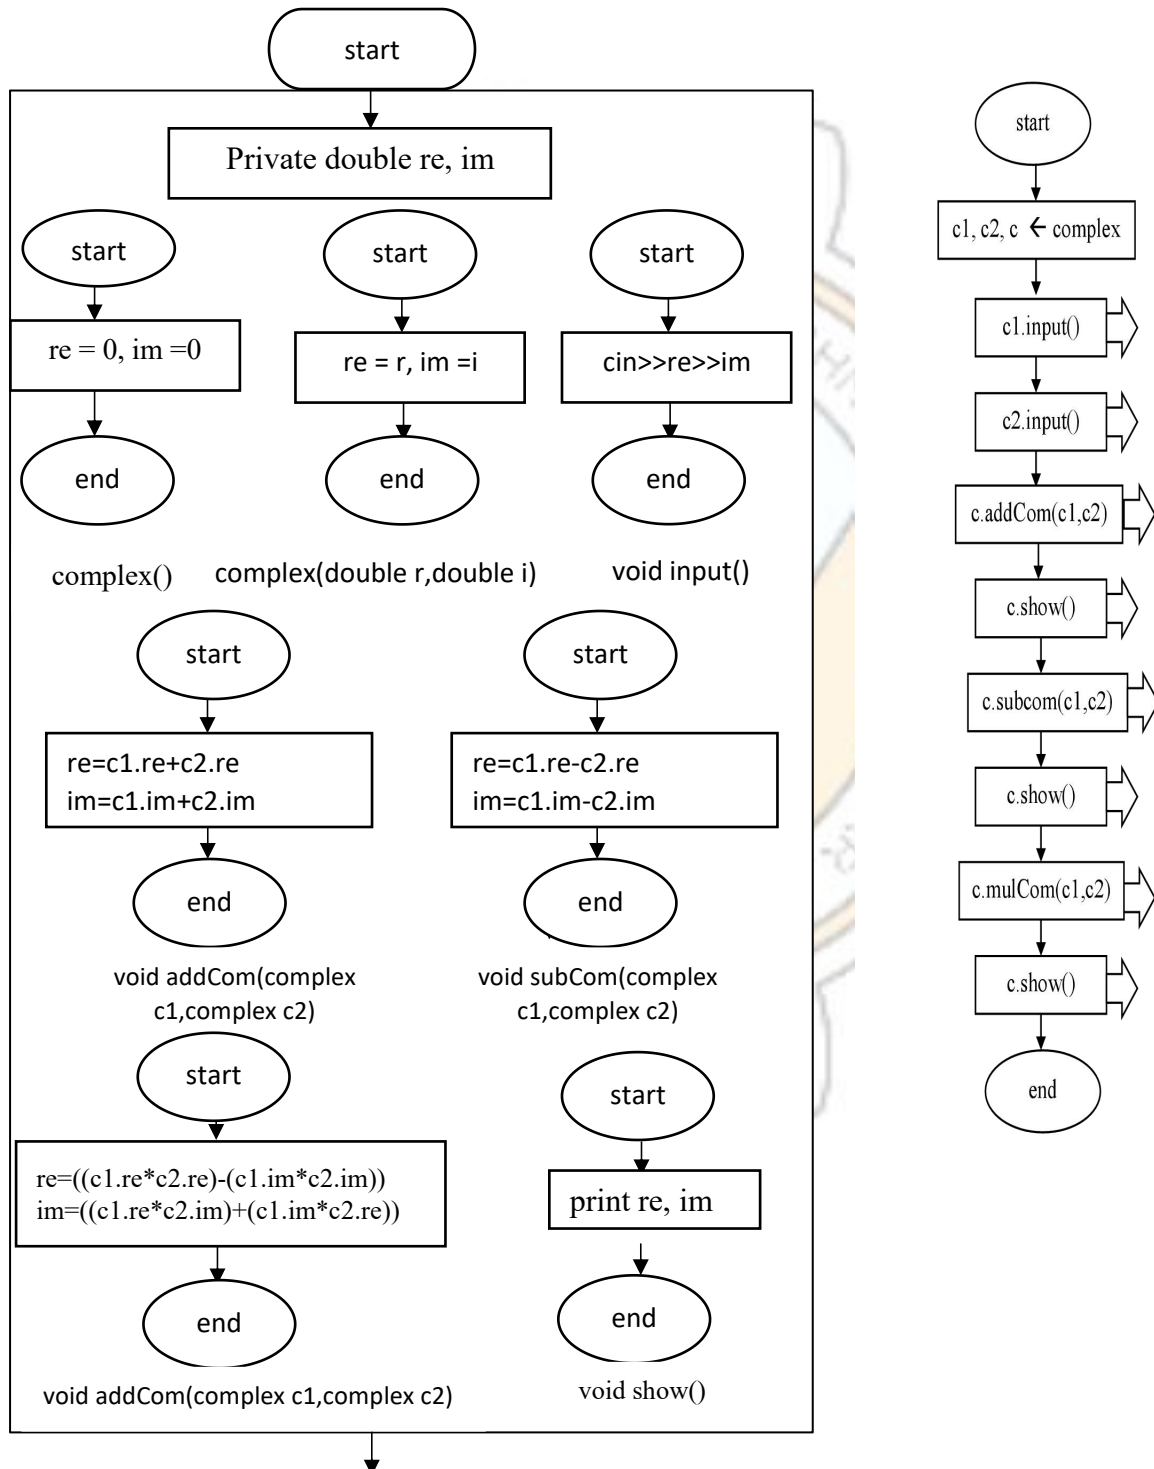 start
Private double re, im
start
re = 0, im =0
end
complex()
start
re = r, im =i
end
complex(double r,double i)
start
cin>>re>>im
end
void input()
start
re=c1.re+c2.re
im=c1.im+c2.im
end
void addCom(complex
c1,complex c2)
start
re=c1.re-c2.re
im=c1.im-c2.im
end
void subCom(complex
c1,complex c2)
start
re=((c1.re*c2.re)-(c1.im*c2.im))
im=((c1.re*c2.im)+(c1.im*c2.re))
end
void addCom(complex c1,complex c2)
start
print re, im
end
void show()
start
c1, c2, c ← complex
c1.input()
c2.input()
c.addCom(c1,c2)
c.show()
c.subcom(c1,c2)
c.show()
c.mulCom(c1,c2)
c.show()
end